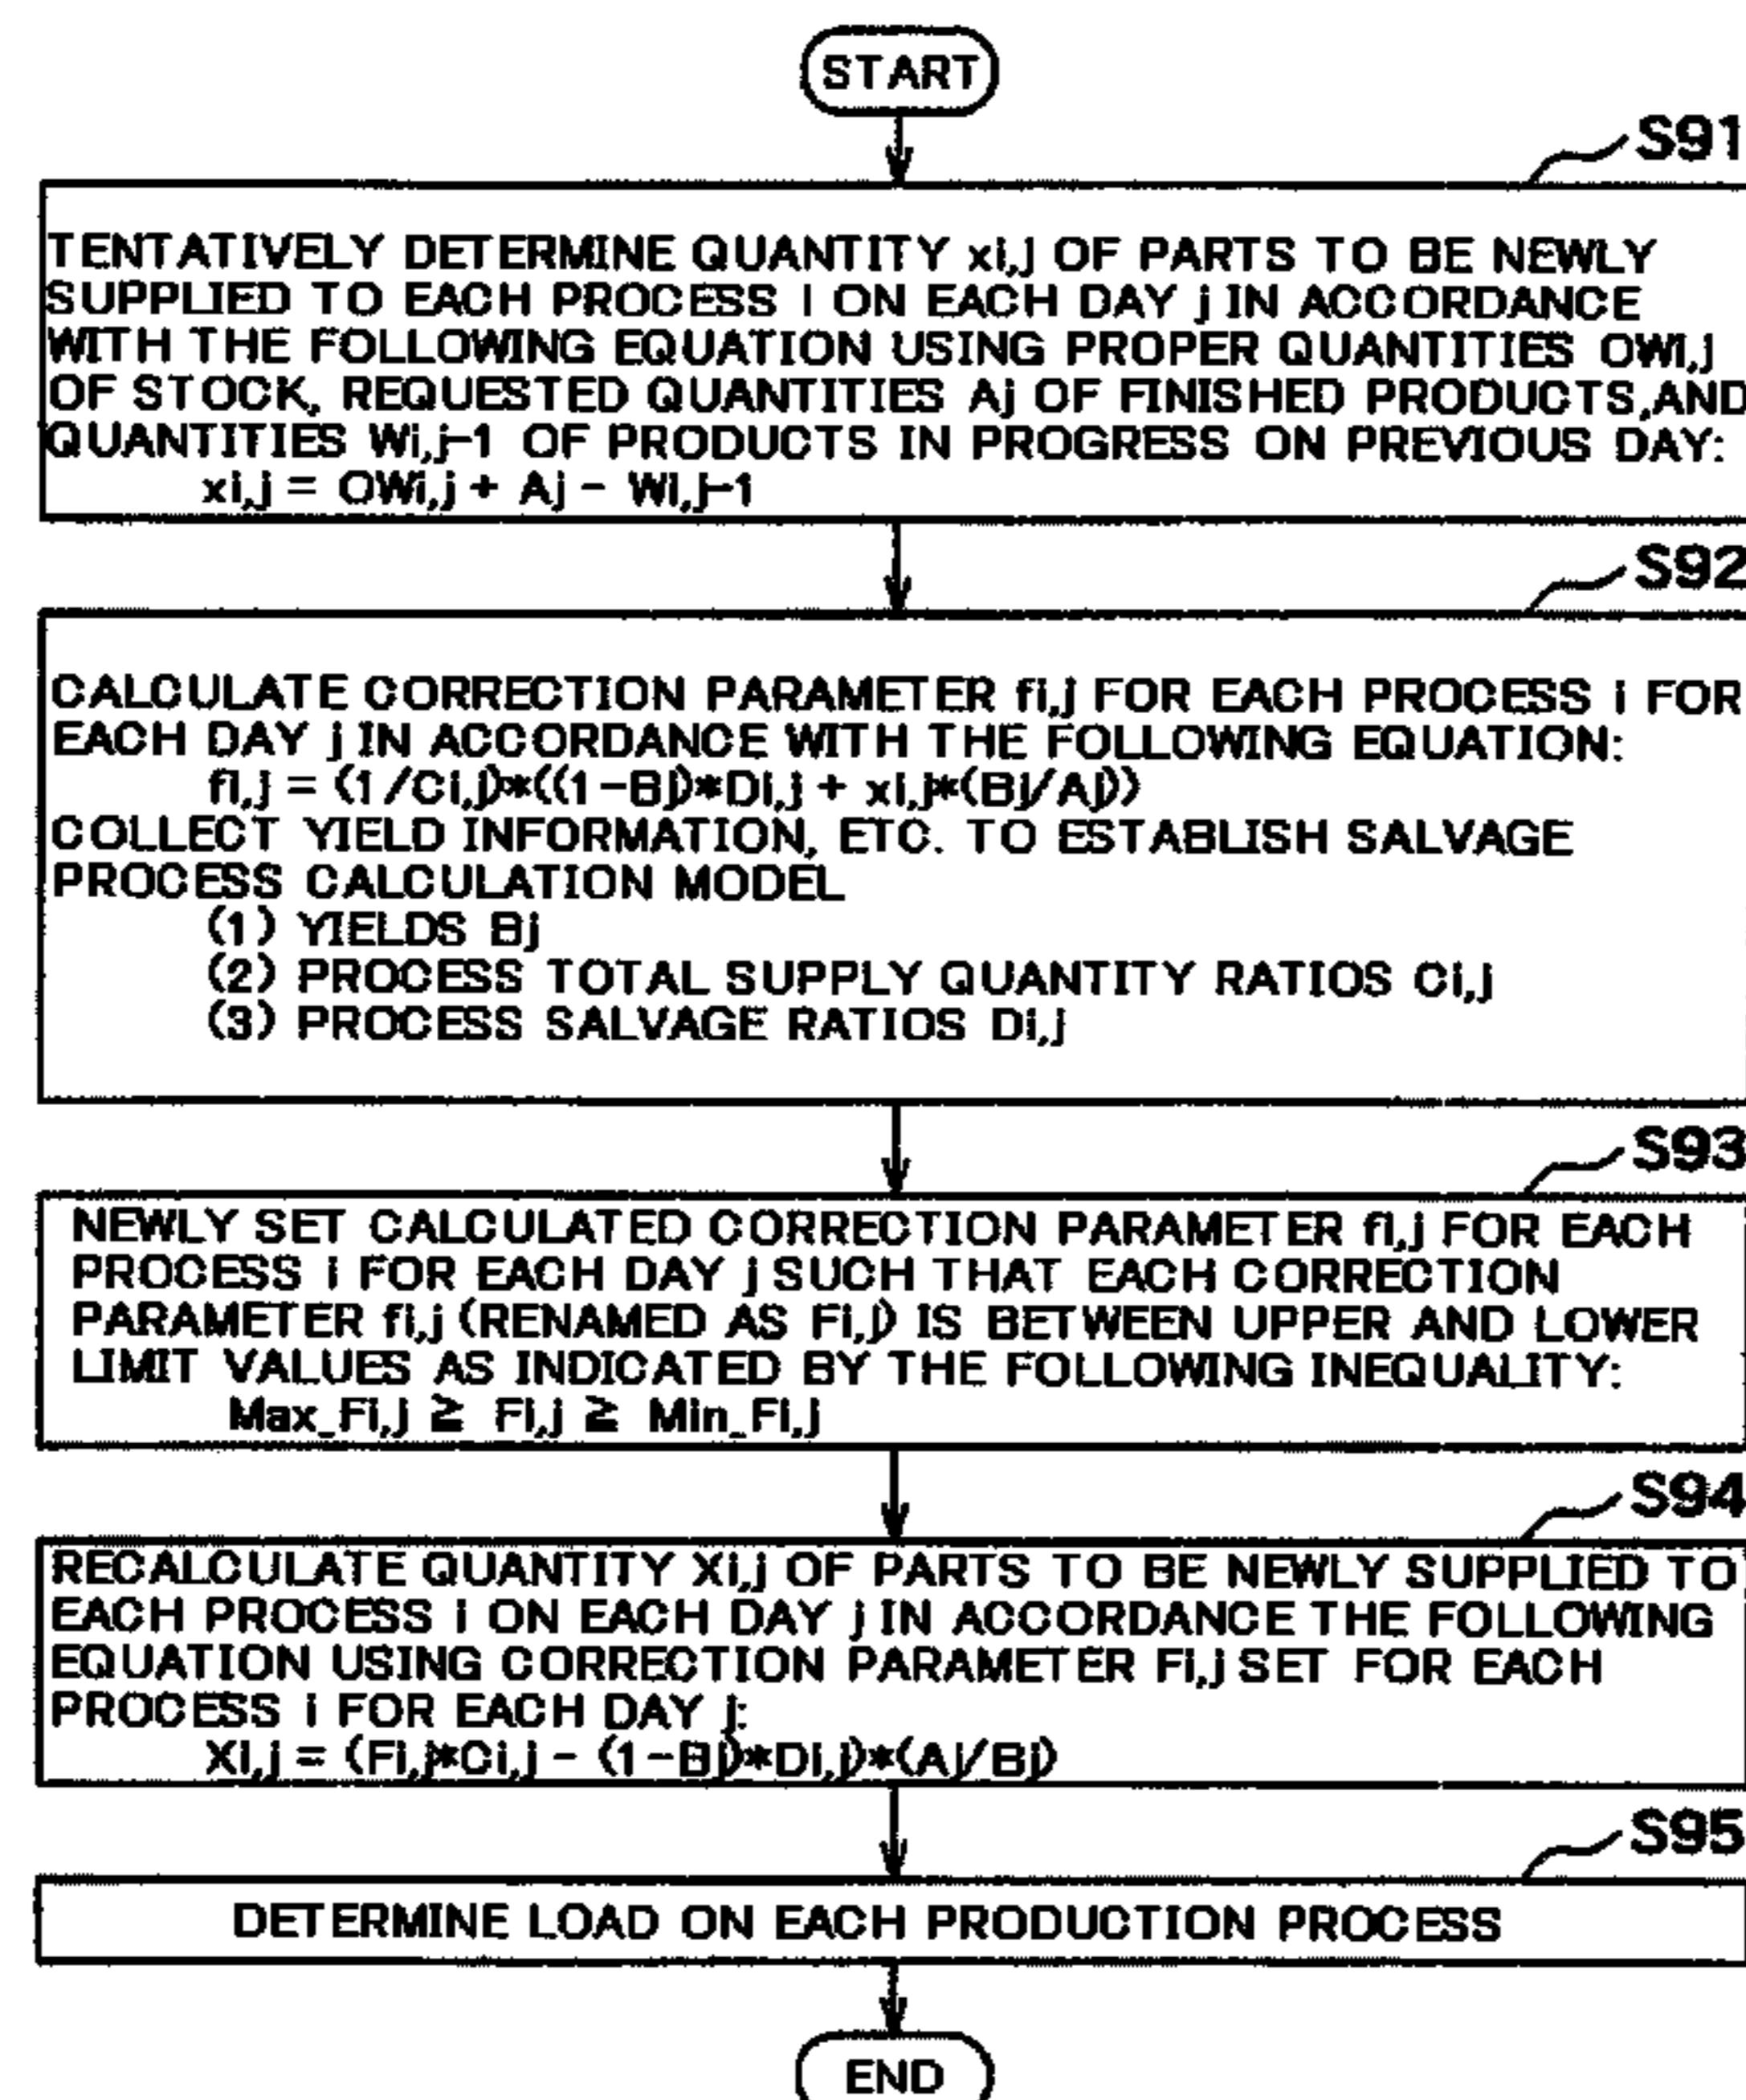 START
S91
TENTATIVELY DETERMINE QUANTITY xi,j OF PARTS TO BE NEWLY
SUPPLIED TO EACH PROCESS i ON EACH DAY j IN ACCORDANCE
WITH THE FOLLOWING EQUATION USING PROPER QUANTITIES OWi,j
OF STOCK, REQUESTED QUANTITIES Aj OF FINISHED PRODUCTS,AND
QUANTITIES Wi,j-1 OF PRODUCTS IN PROGRESS ON PREVIOUS DAY:
xi,j = OWi,j + Aj - Wi,j-1
S92
CALCULATE CORRECTION PARAMETER fi,j FOR EACH PROCESS i FOR
EACH DAY j IN ACCORDANCE WITH THE FOLLOWING EQUATION:
fi,j = (1/Ci,j)*((1-Bj)*Di,j + xi,j*(Bj/Aj))
COLLECT YIELD INFORMATION, ETC. TO ESTABLISH SALVAGE
PROCESS CALCULATION MODEL
(1) YIELDS Bj
(2) PROCESS TOTAL SUPPLY QUANTITY RATIOS Ci,j
(3) PROCESS SALVAGE RATIOS Di,j
S93
NEWLY SET CALCULATED CORRECTION PARAMETER fi,j FOR EACH
PROCESS i FOR EACH DAY j SUCH THAT EACH CORRECTION
PARAMETER fi,j (RENAMED AS Fi,j) IS BETWEEN UPPER AND LOWER
LIMIT VALUES AS INDICATED BY THE FOLLOWING INEQUALITY:
Max_Fi,j ≧ Fi,j ≧ Min_Fi,j
S94
RECALCULATE QUANTITY Xi,j OF PARTS TO BE NEWLY SUPPLIED TO
EACH PROCESS i ON EACH DAY j IN ACCORDANCE THE FOLLOWING
EQUATION USING CORRECTION PARAMETER Fi,j SET FOR EACH
PROCESS i FOR EACH DAY j:
Xi,j = (Fi,j*Ci,j - (1-Bj)*Di,j)*(Aj/Bj)
S95
DETERMINE LOAD ON EACH PRODUCTION PROCESS
END